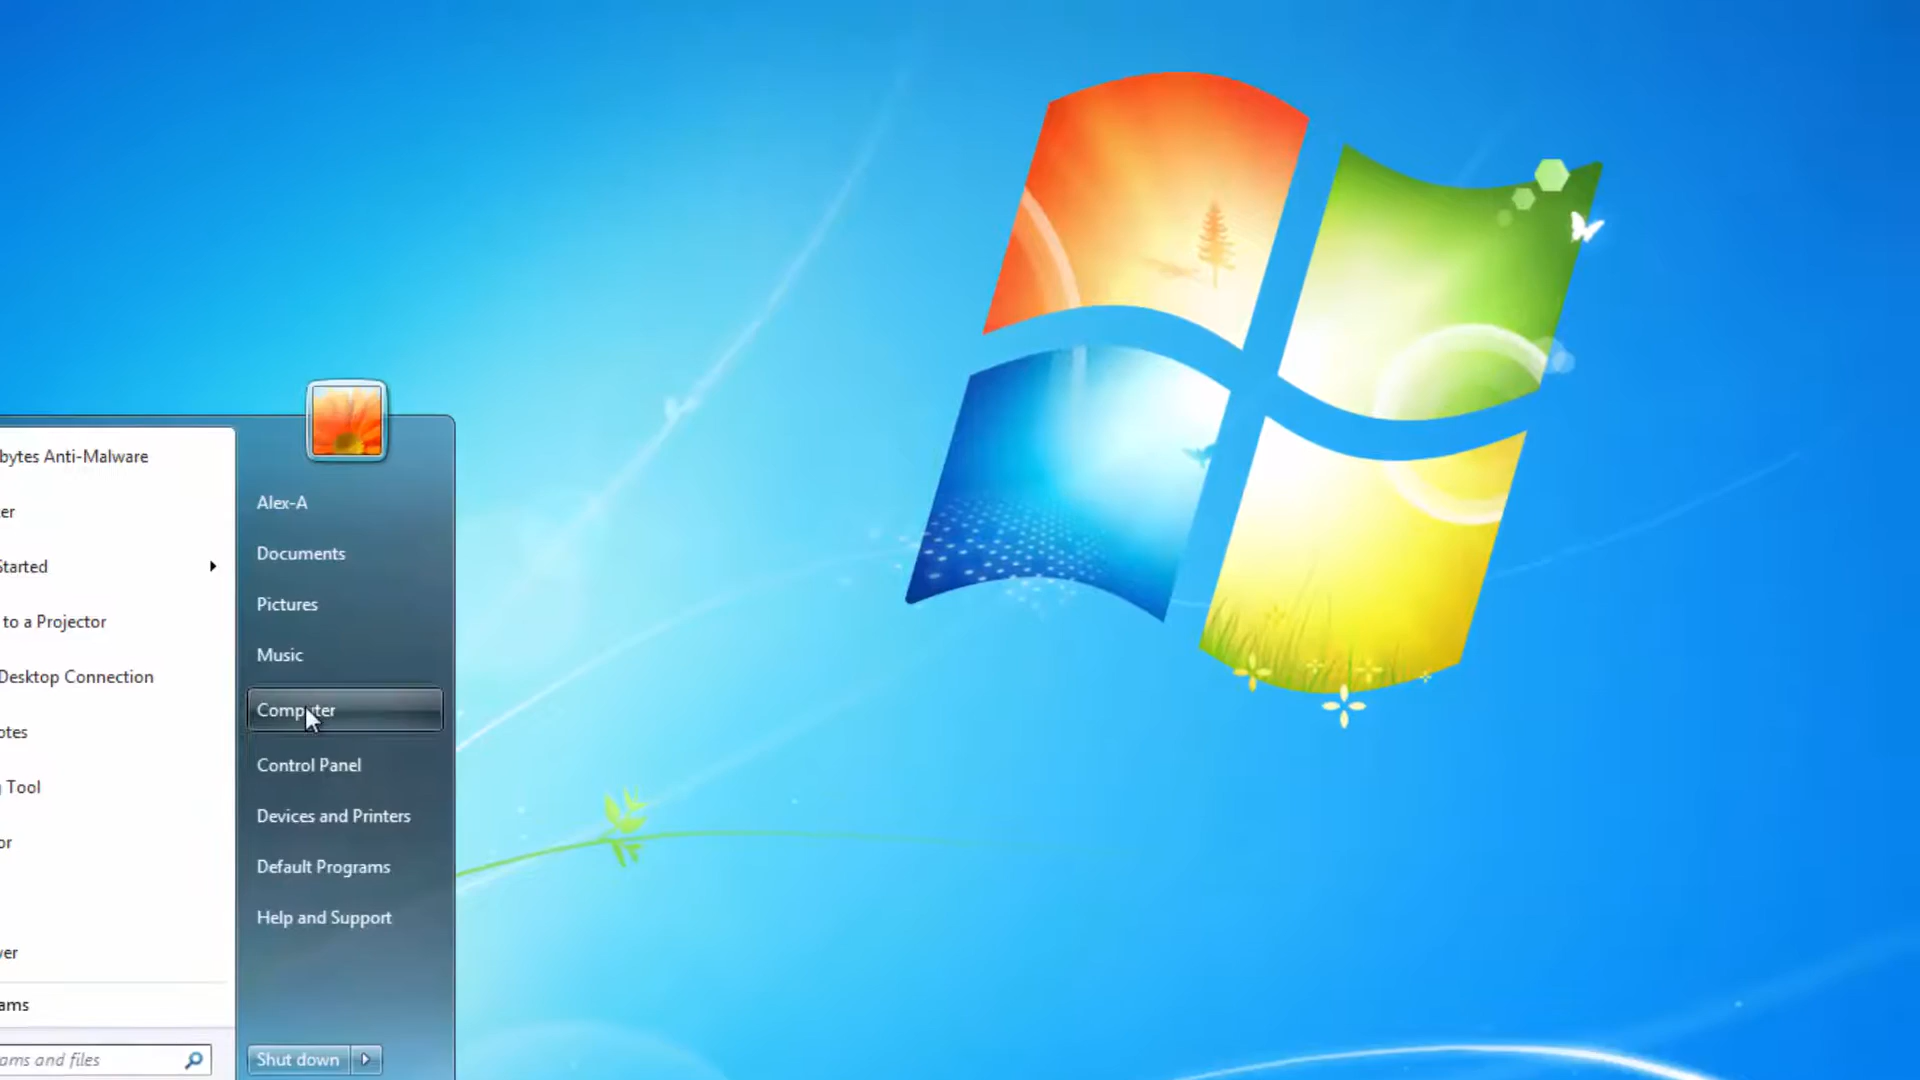 bytes Anti-Malware
er
Started
to a Projector
Desktop Connection
otes
Tool
or
ver
ams
ams and files
Alex-A
Documents
Pictures
Music
Computer
Control Panel
Devices and Printers
Default Programs
Help and Support
Shut down